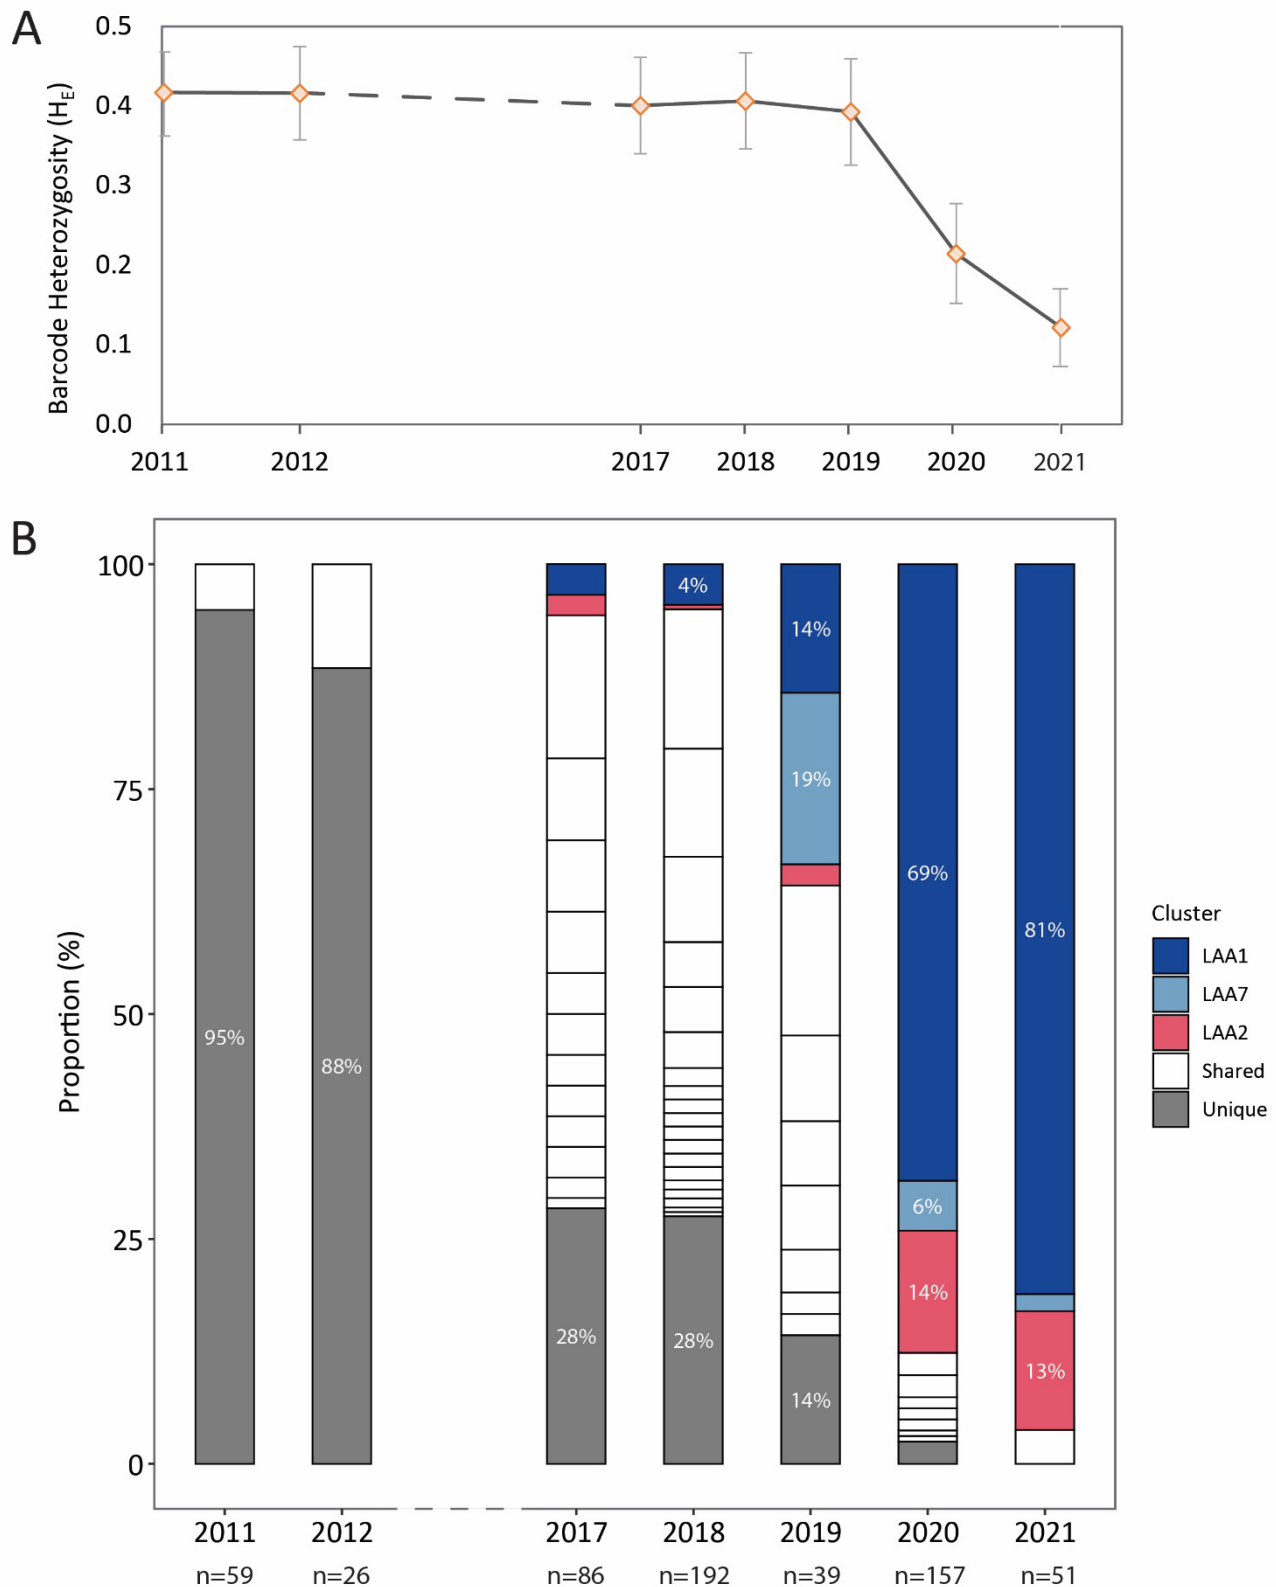 A
Barcode Heterozygosity (HE)
0.5
0.4
0.3
0.2
0.1
0.0
2011 2012 2017 2018 2019 2020 2021
B
Proportion (%)
100
75
50
25
0
95%
88%
28%
4%
28%
14%
19%
14%
69%
6%
14%
81%
13%
Cluster
LAA1
LAA7
LAA2
Shared
Unique
2011 2012 2017 2018 2019 2020 2021
n=59 n=26 n=86 n=192 n=39 n=157 n=51